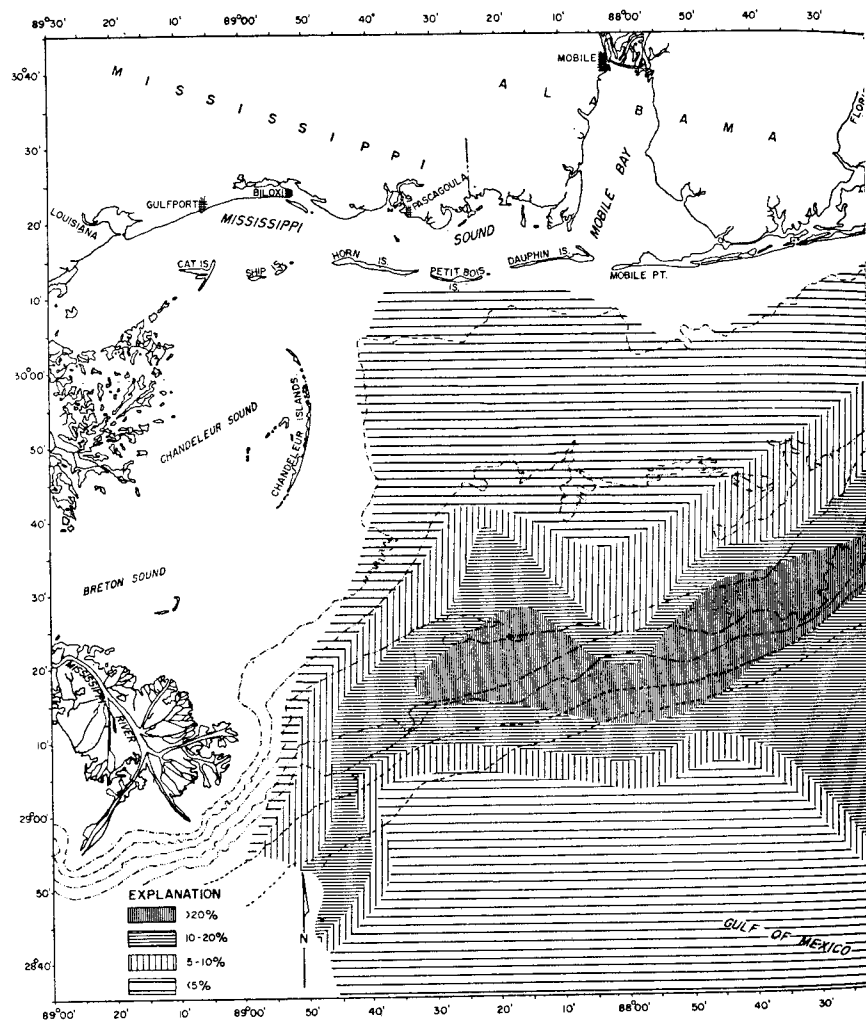 89°30' 20' 10' 89°00' 50' 40' 30' 20' 10' 88°00' 50' 40' 30'
MOBILE
30°40'
MISSISSIPPI
ALABAMA
30'
BILOXI
GULFPORT
PASCAGOULA
20'
LOUISIANA
MISSISSIPPI
SOUND
MOBILE BAY
CAT IS.
SHIP IS.
HORN IS.
PETIT BOIS IS.
DAUPHIN IS.
MOBILE PT.
10'
30°00'
CHANDELEUR SOUND
CHANDELEUR ISLANDS
50'
40'
BRETON SOUND
30'
20'
MISSISSIPPI RIVER
10'
29°00'
50'
EXPLANATION
>20%
10-20%
5-10%
<5%
N
GULF OF MEXICO
28°40'
89°00' 20' 10' 89°00' 50' 40' 30' 20' 10' 88°00' 50' 40' 30'